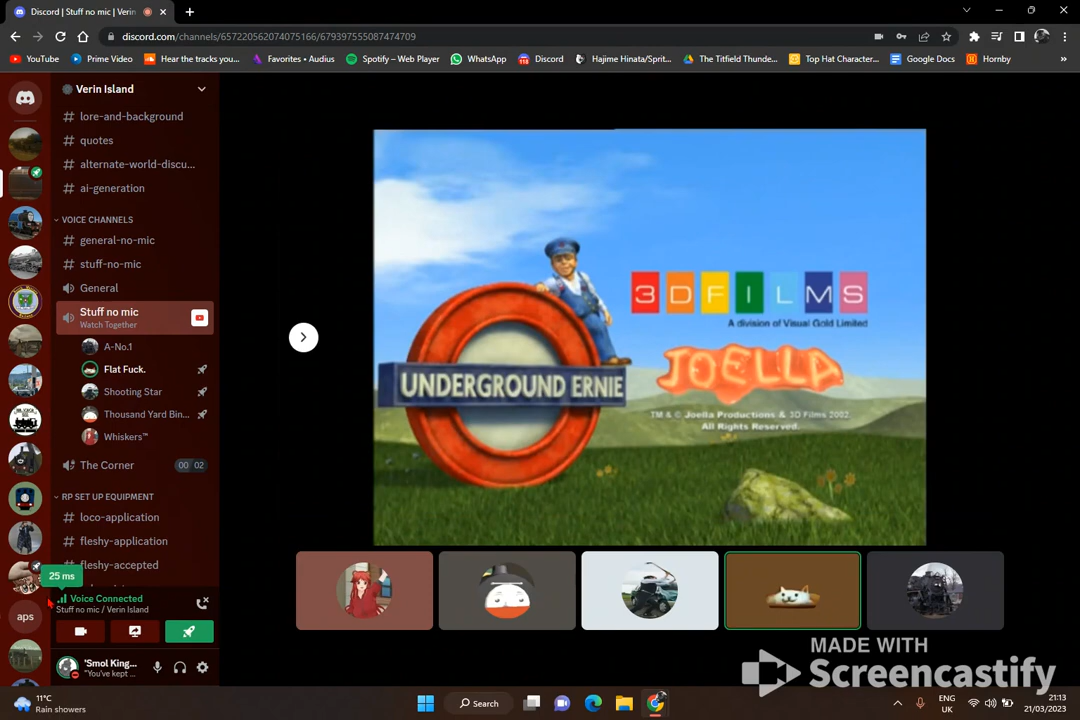 Discord | Stuff no mic | Verin
discord.com/channels/657220562074075166/679397555087474709
YouTube
Prime Video
Hear the tracks you...
Favorites • Audius
Spotify – Web Player
WhatsApp
Discord
Hajime Hinata/Sprit...
The Titfield Thunde...
Top Hat Character...
Google Docs
Hornby
Verin Island
# lore-and-background
# quotes
# alternate-world-discu...
# ai-generation
VOICE CHANNELS
# general-no-mic
# stuff-no-mic
General
Stuff no mic
Watch Together
A-No.1
Flat Fuck.
Shooting Star
Thousand Yard Bin...
Whiskers™
The Corner 00 02
RP SET UP EQUIPMENT
# loco-application
# fleshy-application
fleshy-accepted
25 ms
Voice Connected
Stuff no mic / Verin Island
aps
'Smol King...
"You've kept ...
UNDERGROUND ERNIE
3DFILMS
A division of Visual Gold Limited
JOELLA
TM & © Joella Productions & 3D Films 2002.
All Rights Reserved.
MADE WITH
Screencastify
11°C
Rain showers
Search
ENG
UK
21:13
21/03/2023